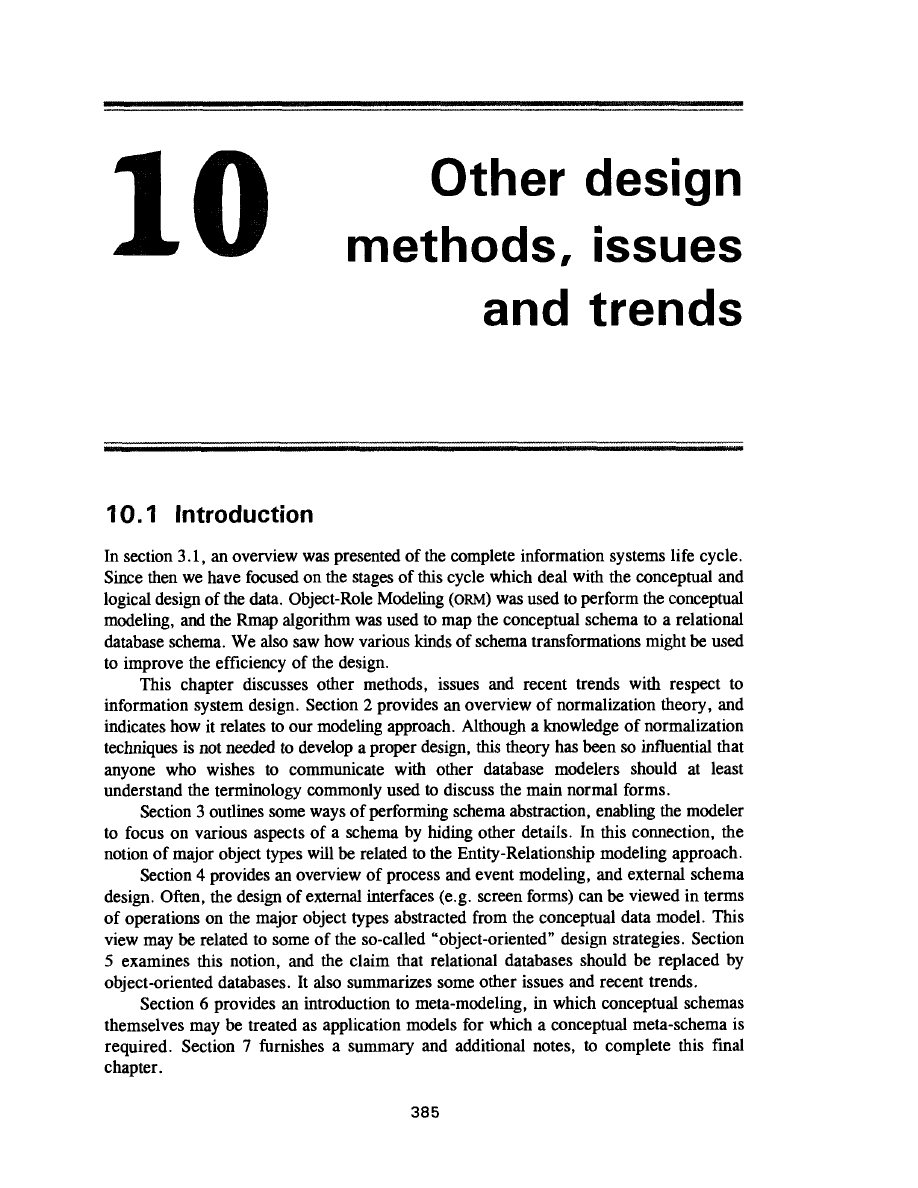 10
Other design
methods, issues
and trends
10.1 Introduction
In section 3.1, an overview was presented of the complete information systems life cycle.
Since then we have focused on the stages of this cycle which deal with the conceptual and
logical design of the data. Object-Role Modeling (ORM) was used to perform the conceptual
modeling, and the Rmap algorithm was used to map the conceptual schema to a relational
database schema. We also saw how various kinds of schema transformations might be used
to improve the efficiency of the design.
This chapter discusses other methods, issues and recent trends with respect to
information system design. Section 2 provides an overview of normalization theory, and
indicates how it relates to our modeling approach. Although a knowledge of normalization
techniques is not needed to develop a proper design, this theory has been so influential that
anyone who wishes to communicate with other database modelers should at least
understand the terminology commonly used to discuss the main normal forms.
Section 3 outlines some ways of performing schema abstraction, enabling the modeler
to focus on various aspects of a schema by hiding other details. In this connection, the
notion of major object types will be related to the Entity-Relationship modeling approach.
Section 4 provides an overview of process and event modeling, and external schema
design. Often, the design of external interfaces (e.g. screen forms) can be viewed in terms
of operations on the major object types abstracted from the conceptual data model. This
view may be related to some of the so-called “object-oriented” design strategies. Section
5 examines this notion, and the claim that relational databases should be replaced by
object-oriented databases. It also summarizes some other issues and recent trends.
Section 6 provides an introduction to meta-modeling, in which conceptual schemas
themselves may be treated as application models for which a conceptual meta-schema is
required. Section 7 furnishes a summary and additional notes, to complete this final
chapter.
385